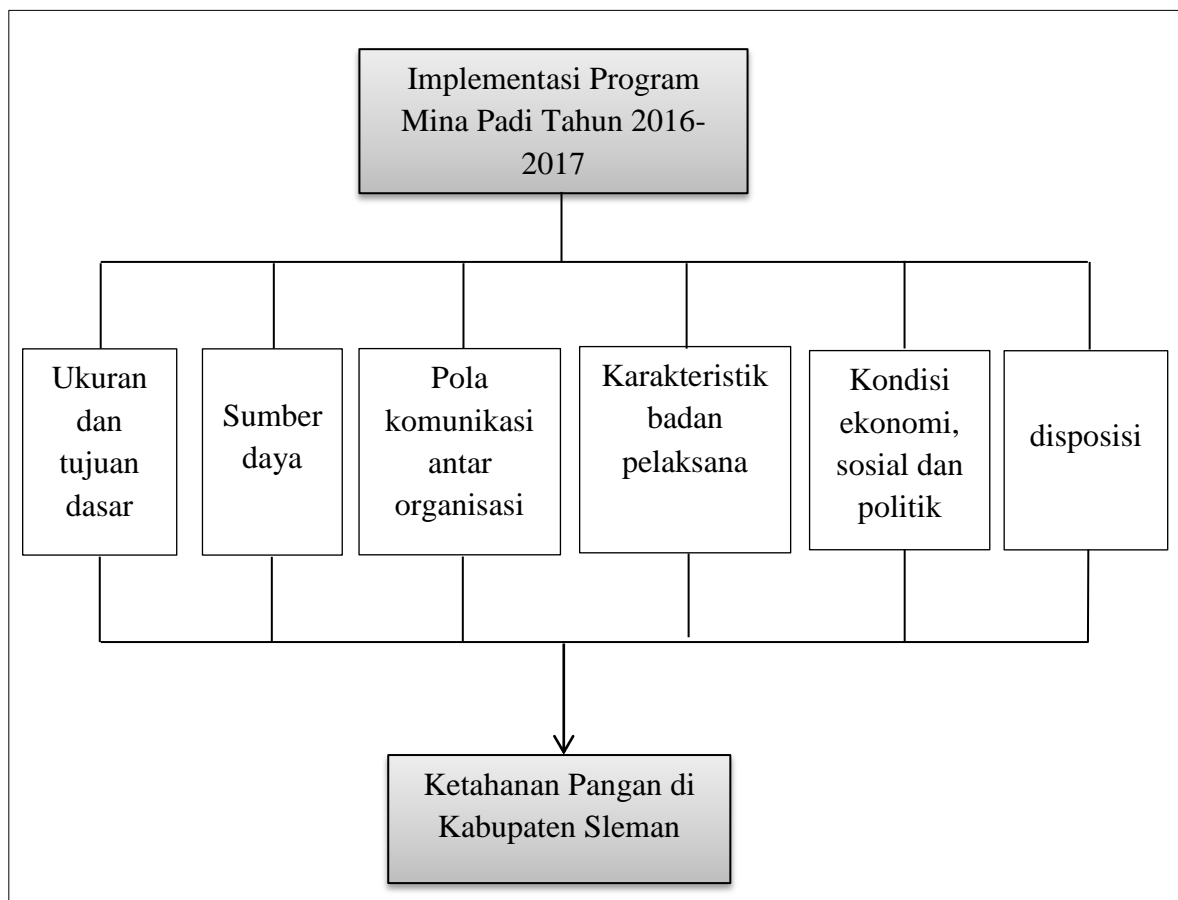 Implementasi Program
Mina Padi Tahun 2016-
2017
Ukuran
dan
tujuan
dasar
Sumber
daya
Pola
komunikasi
antar
organisasi
Karakteristik
badan
pelaksana
Kondisi
ekonomi,
sosial dan
politik
disposisi
Ketahanan Pangan di
Kabupaten Sleman